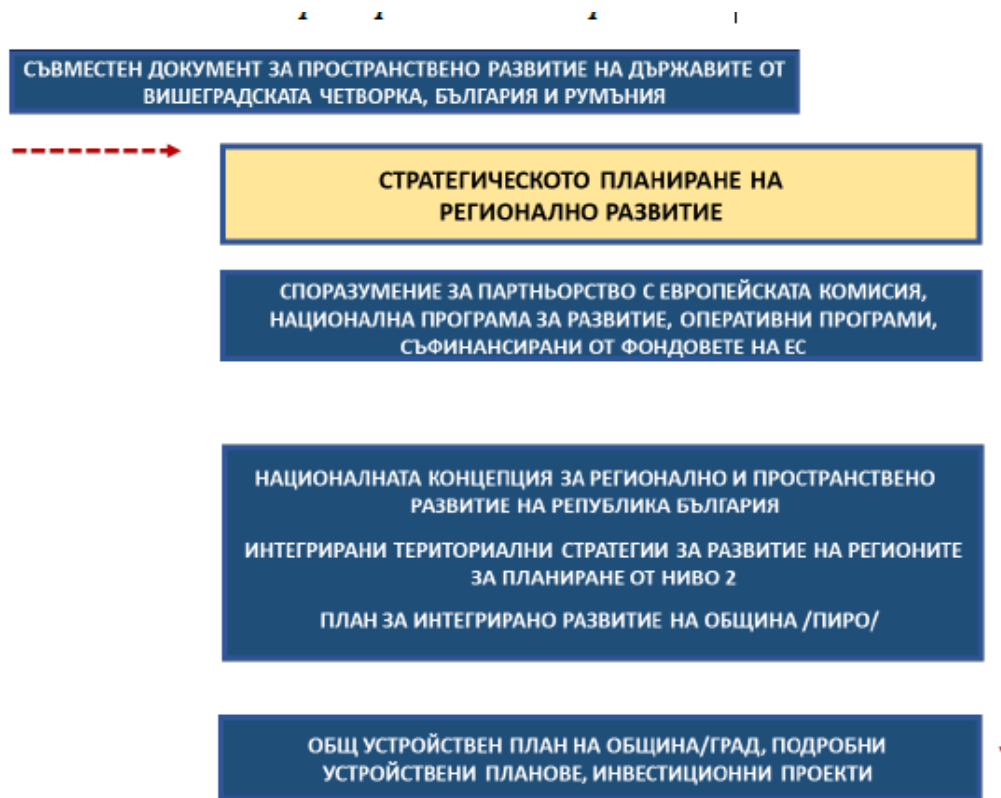 СЪВМЕСТЕН ДОКУМЕНТ ЗА ПРОСТРАНСТВЕНО РАЗВИТИЕ НА ДЪРЖАВИТЕ ОТ
ВИШЕГРАДСКАТА ЧЕТВОРКА, БЪЛГАРИЯ И РУМЪНИЯ
СТРАТЕГИЧЕСКОТО ПЛАНИРАНЕ НА
РЕГИОНАЛНО РАЗВИТИЕ
СПОРАЗУМЕНИЕ ЗА ПАРТНЬОРСТВО С ЕВРОПЕЙСКАТА КОМИСИЯ,
НАЦИОНАЛНА ПРОГРАМА ЗА РАЗВИТИЕ, ОПЕРАТИВНИ ПРОГРАМИ,
СЪФИНАНСИРАНИ ОТ ФОНДОВЕТЕ НА ЕС
НАЦИОНАЛНАТА КОНЦЕПЦИЯ ЗА РЕГИОНАЛНО И ПРОСТРАНСТВЕНО
РАЗВИТИЕ НА РЕПУБЛИКА БЪЛГАРИЯ
ИНТЕГРИРАНИ ТЕРИТОРИАЛНИ СТРАТЕГИИ ЗА РАЗВИТИЕ НА РЕГИОНИТЕ
ЗА ПЛАНИРАНЕ ОТ НИВО 2
ПЛАН ЗА ИНТЕГРИРАНО РАЗВИТИЕ НА ОБЩИНА /ПИРО/
ОБЩ УСТРОЙСТВЕН ПЛАН НА ОБЩИНА/ГРАД, ПОДРОБНИ
УСТРОЙСТВЕНИ ПЛАНОВЕ, ИНВЕСТИЦИОННИ ПРОЕКТИ